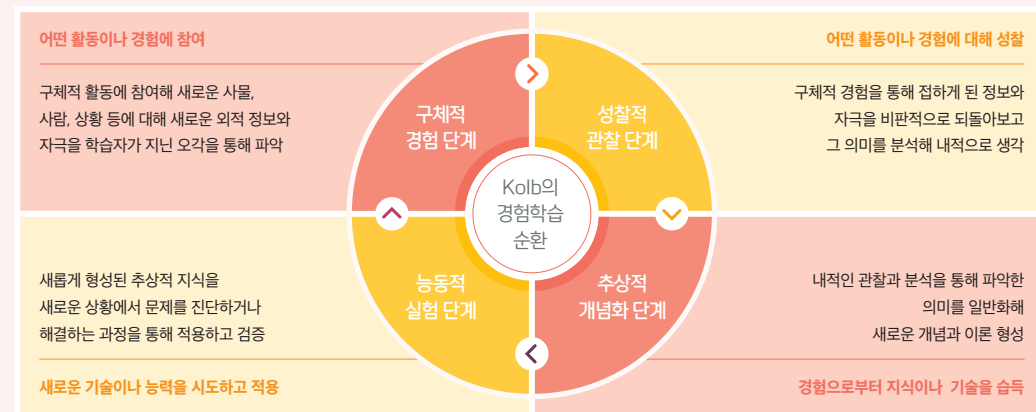 어떤 활동이나 경험에 참여
구체적 활동에 참여해 새로운 사물,
사람, 상황 등에 대해 새로운 외적 정보와
자극을 학습자가 지닌 오각을 통해 파악
구체적
경험 단계
성찰적
관찰 단계
어떤 활동이나 경험에 대해 성찰
구체적 경험을 통해 접하게 된 정보와
자극을 비판적으로 되돌아보고
그 의미를 분석해 내적으로 생각
Kolb의
경험학습
순환
새롭게 형성된 추상적 지식을
새로운 상황에서 문제를 진단하거나
해결하는 과정을 통해 적용하고 검증
새로운 기술이나 능력을 시도하고 적용
능동적
실험 단계
추상적
개념화 단계
내적인 관찰과 분석을 통해 파악한
의미를 일반화해
새로운 개념과 이론 형성
경험으로부터 지식이나 기술을 습득